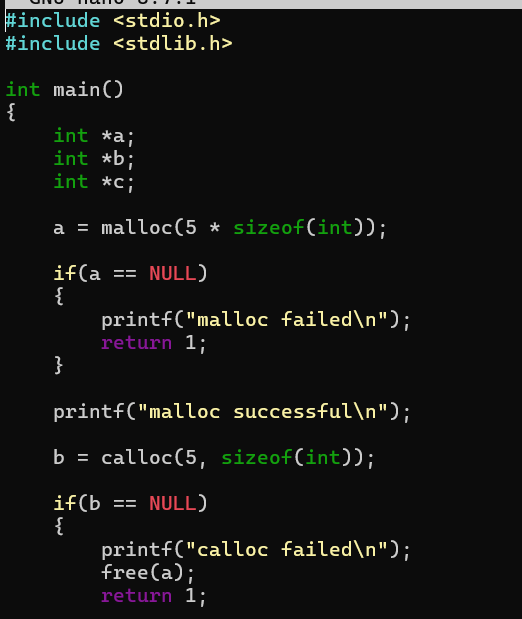 #include <stdio.h>
#include <stdlib.h>

int main()
{
    int *a;
    int *b;
    int *c;

    a = malloc(5 * sizeof(int));

    if(a == NULL)
    {
        printf("malloc failed\n");
        return 1;
    }

    printf("malloc successful\n");

    b = calloc(5, sizeof(int));

    if(b == NULL)
    {
        printf("calloc failed\n");
        free(a);
        return 1;